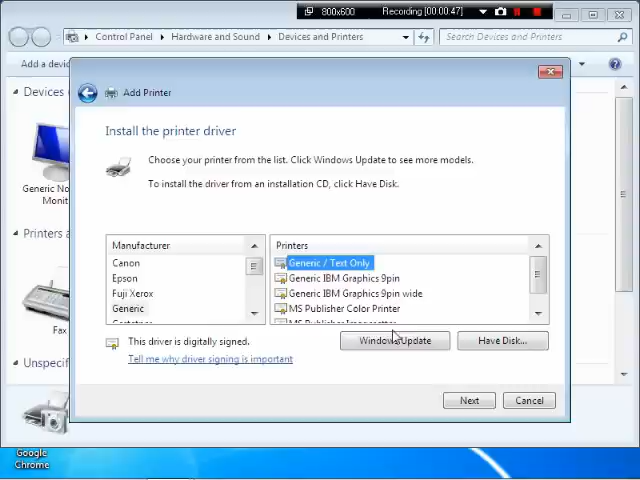 800x600
Recording [00:00:47]
Control Panel
Hardware and Sound
Devices and Printers
Search Devices and Printers
Add a devi
Devices
Generic No
Monit
Printers a
Fax
Unspecif
Google
Chrome
Add Printer
Install the printer driver
Choose your printer from the list. Click Windows Update to see more models.
To install the driver from an installation CD, click Have Disk.
Manufacturer
Canon
Epson
Fuji Xerox
Generic
Printers
Generic / Text Only
Generic IBM Graphics 9pin
Generic IBM Graphics 9pin wide
MS Publisher Color Printer
MS Publisher Imagesetter
This driver is digitally signed.
Tell me why driver signing is important
Windows Update
Have Disk...
Next
Cancel